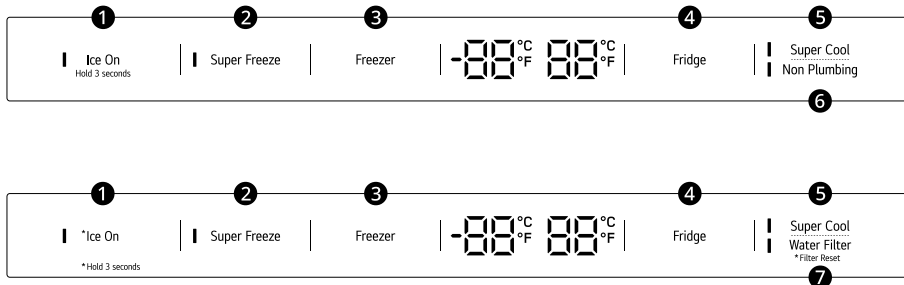 1 2 3 4 5
Ice On Super Freeze Freezer -88 °C °F 88 °C °F Fridge Super Cool
Hold 3 seconds Non Plumbing
6
1 2 3 4 5
*Ice On Super Freeze Freezer -88 °C °F 88 °C °F Fridge Super Cool
Water Filter
*Hold 3 seconds *Filter Reset
7